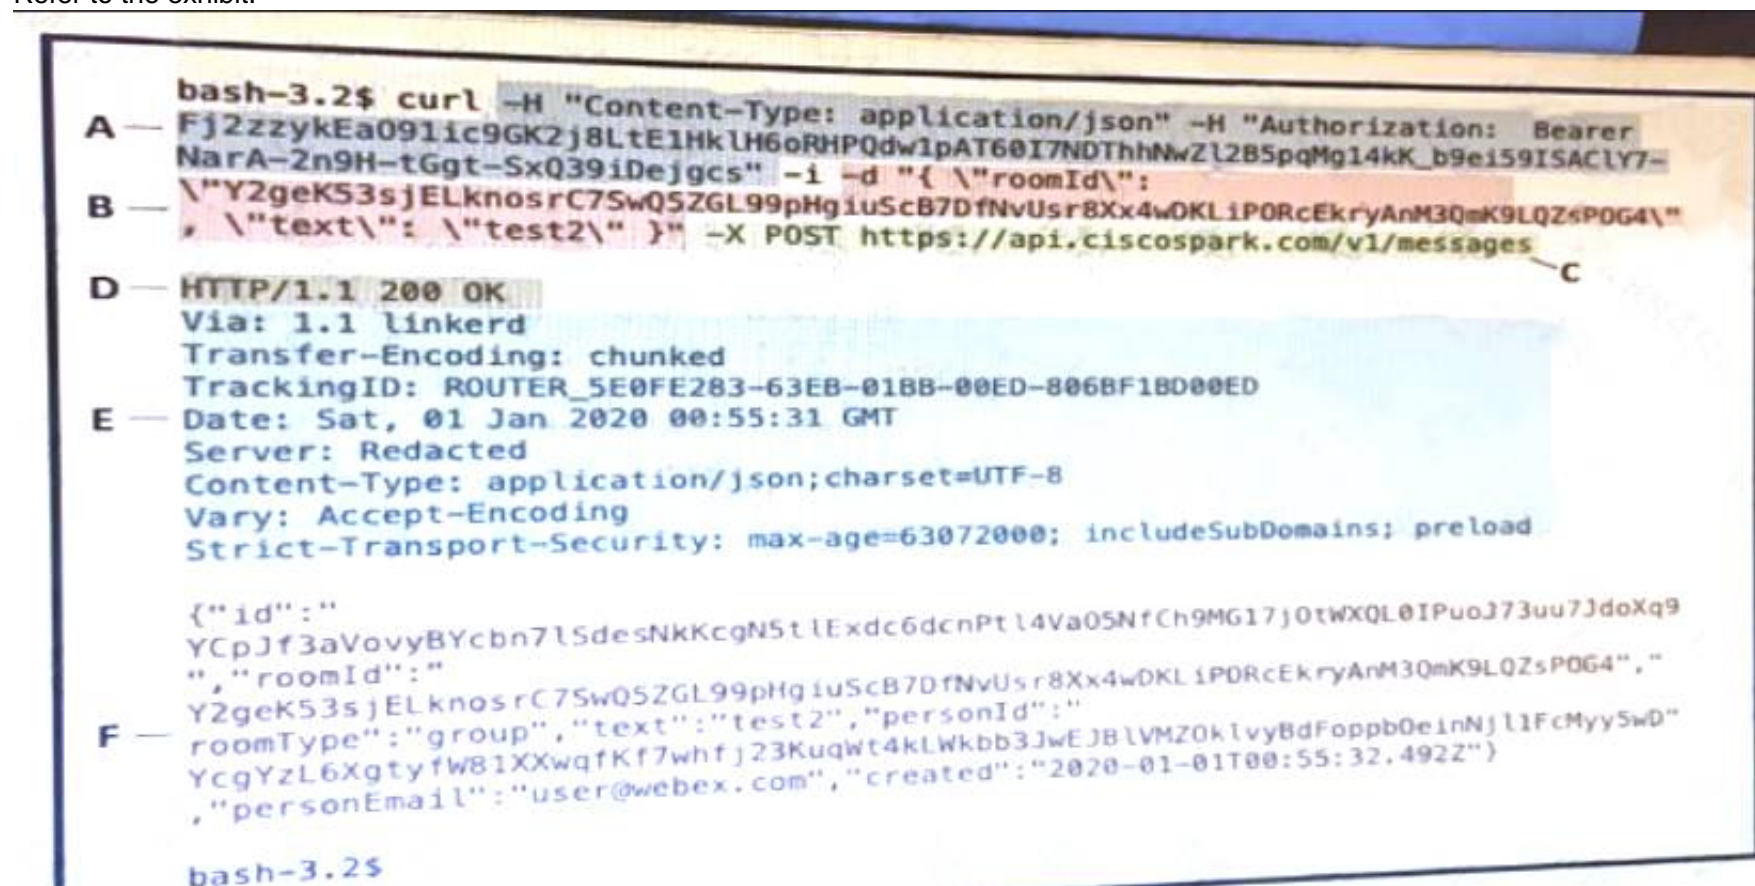 Refer to the exhibit.
bash-3.2$ curl -H "Content-Type: application/json" -H "Authorization: Bearer
A
Fj2zzykEaO91ic9GK2j8LtE1HklH6oRHPQdw1pAT60I7NDThhNwZl2B5pqMg14kK_b9ei59ISAClY7-
NarA-2n9H-tGgt-SxQ39iDejgcs" -i -d "{ \"roomId\":
B
\"Y2geK53sjELknosrC7SwQ5ZGL99pHgiuScB7DfNvUsr8Xx4wDKLiPORcEkryAnM3QmK9LQZsPOG4\"
, \"text\": \"test2\" }" -X POST https://api.ciscospark.com/v1/messages
C
D
HTTP/1.1 200 OK
Via: 1.1 linkerd
Transfer-Encoding: chunked
TrackingID: ROUTER_5E0FE283-63EB-01BB-00ED-806BF1BD00ED
E
Date: Sat, 01 Jan 2020 00:55:31 GMT
Server: Redacted
Content-Type: application/json;charset=UTF-8
Vary: Accept-Encoding
Strict-Transport-Security: max-age=63072000; includeSubDomains; preload
{"id":"
YCpJf3aVovyBYcbn7lSdesNkKcgN5tlExdc6dcnPtl4VaO5NfCh9MG17jOtWXQL0IPuoJ73uu7JdoXq9
","roomId":"
Y2geK53sjELknosrC7SwQ5ZGL99pHgiuScB7DfNvUsr8Xx4wDKLiPORcEkryAnM3QmK9LQZsPOG4","
F
roomType":"group","text":"test2","personId":"
YcgYzL6XgtyfW81XXwqfKf7whfj23KuqWt4kLWkbb3JwEJBlVMZOklvyBdFoppbOeinNjl1FcMyy5wD"
,"personEmail":"user@webex.com","created":"2020-01-01T00:55:32.492Z"}
bash-3.2$